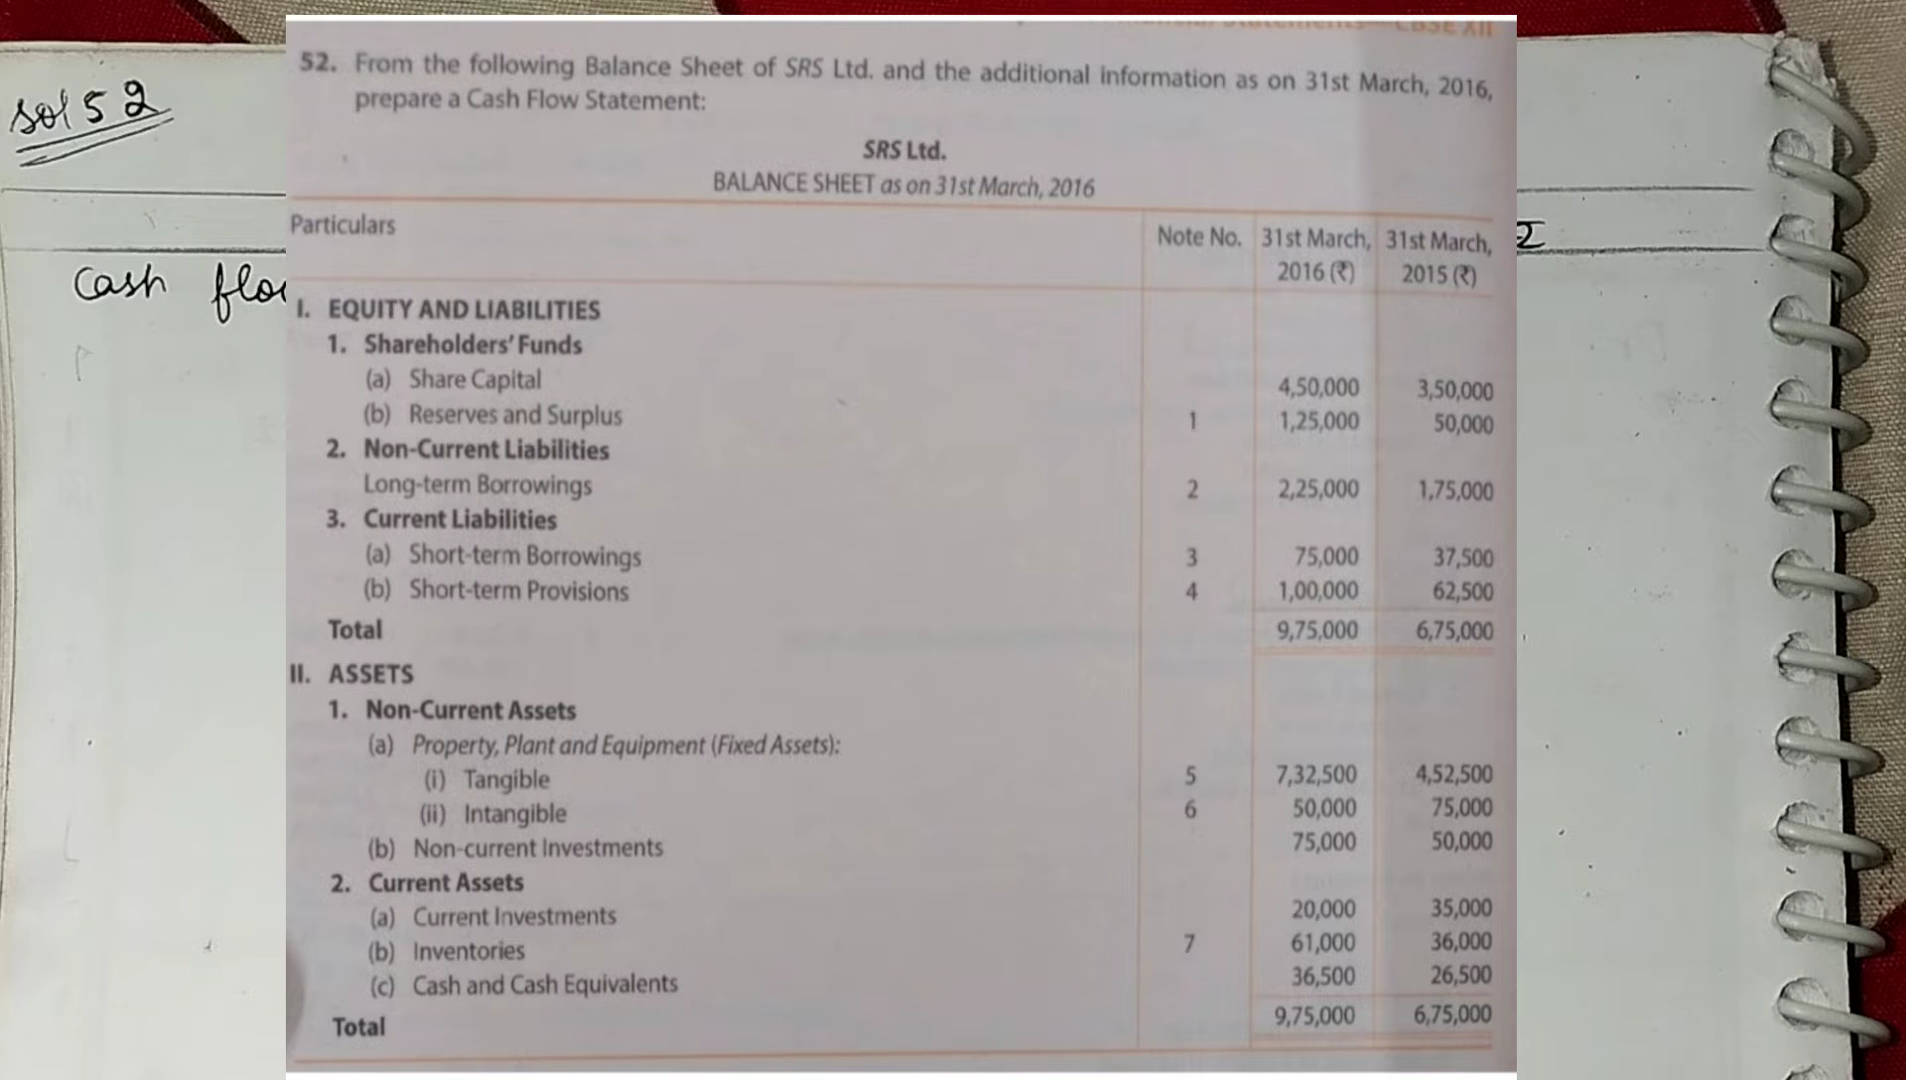 CBSE XII
sol 52
52. From the following Balance Sheet of SRS Ltd. and the additional information as on 31st March, 2016,
prepare a Cash Flow Statement:
SRS Ltd.
BALANCE SHEET as on 31st March, 2016
Particulars Note No. 31st March, 2016 (₹) 31st March, 2015 (₹)
Cash flo
I. EQUITY AND LIABILITIES
1. Shareholders' Funds
(a) Share Capital 4,50,000 3,50,000
(b) Reserves and Surplus 1 1,25,000 50,000
2. Non-Current Liabilities
Long-term Borrowings 2 2,25,000 1,75,000
3. Current Liabilities
(a) Short-term Borrowings 3 75,000 37,500
(b) Short-term Provisions 4 1,00,000 62,500
Total 9,75,000 6,75,000
II. ASSETS
1. Non-Current Assets
(a) Property, Plant and Equipment (Fixed Assets):
(i) Tangible 5 7,32,500 4,52,500
(ii) Intangible 6 50,000 75,000
(b) Non-current Investments 75,000 50,000
2. Current Assets
(a) Current Investments 20,000 35,000
(b) Inventories 7 61,000 36,000
(c) Cash and Cash Equivalents 36,500 26,500
Total 9,75,000 6,75,000